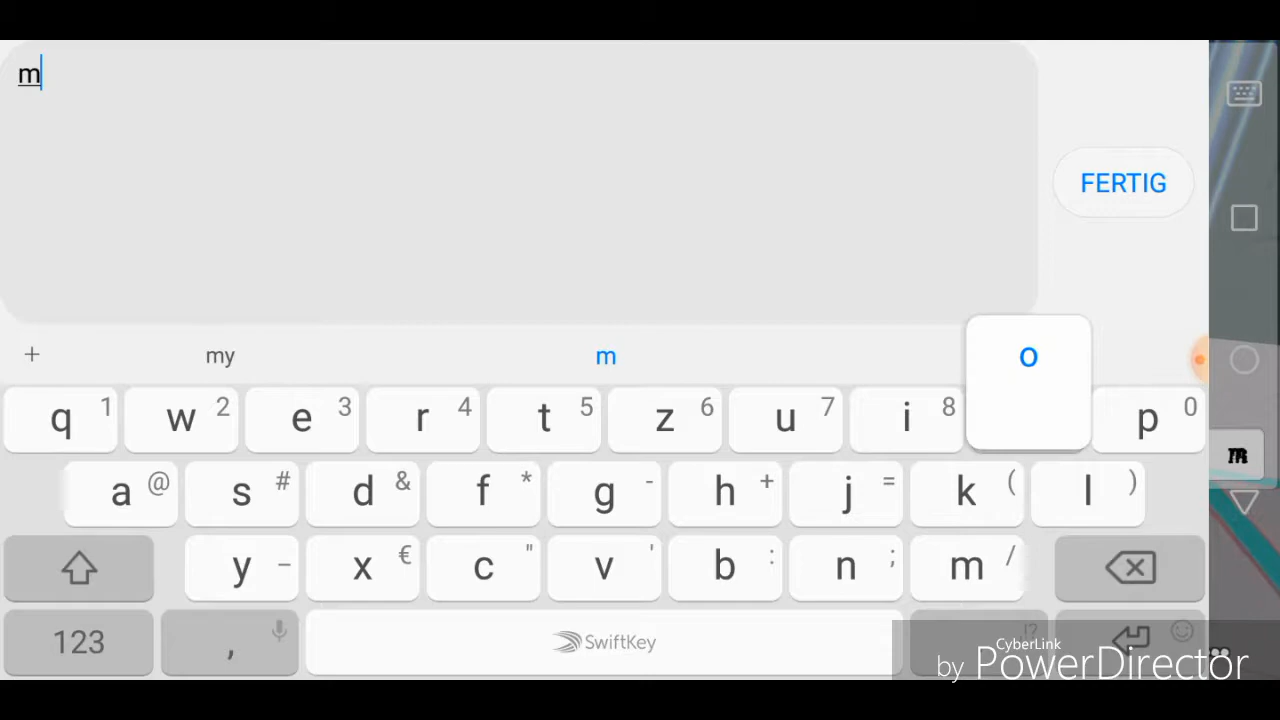 m
FERTIG
+ my m o
q 1 w 2 e 3 r 4 t 5 z 6 u 7 i 8 p 0
a @ s # d & f * g - h + j = k ( l )
y _ x € c " v ' b : n ; m /
123 , SwiftKey !?
CyberLink
by PowerDirector